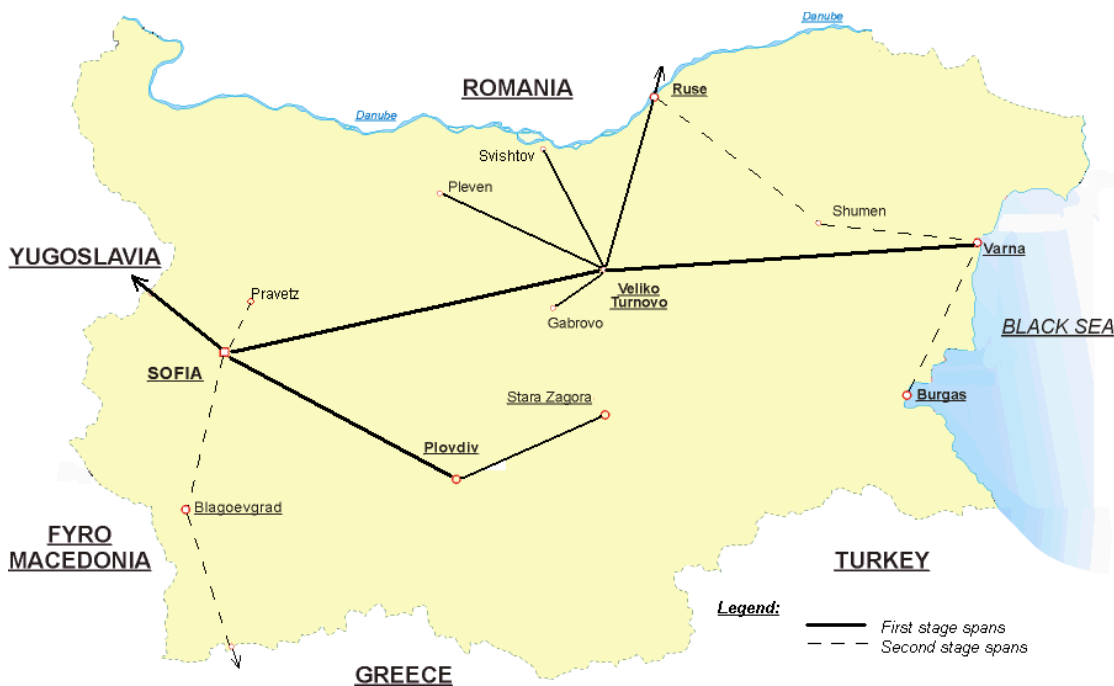 Danube
ROMANIA
Ruse
Danube
Svishtov
Pleven
Shumen
Varna
YUGOSLAVIA
Pravetz
Veliko
Turnovo
Gabrovo
BLACK SEA
SOFIA
Stara Zagora
Burgas
Plovdiv
Blagoevgrad
FYRO
MACEDONIA
TURKEY
Legend:
First stage spans
Second stage spans
GREECE